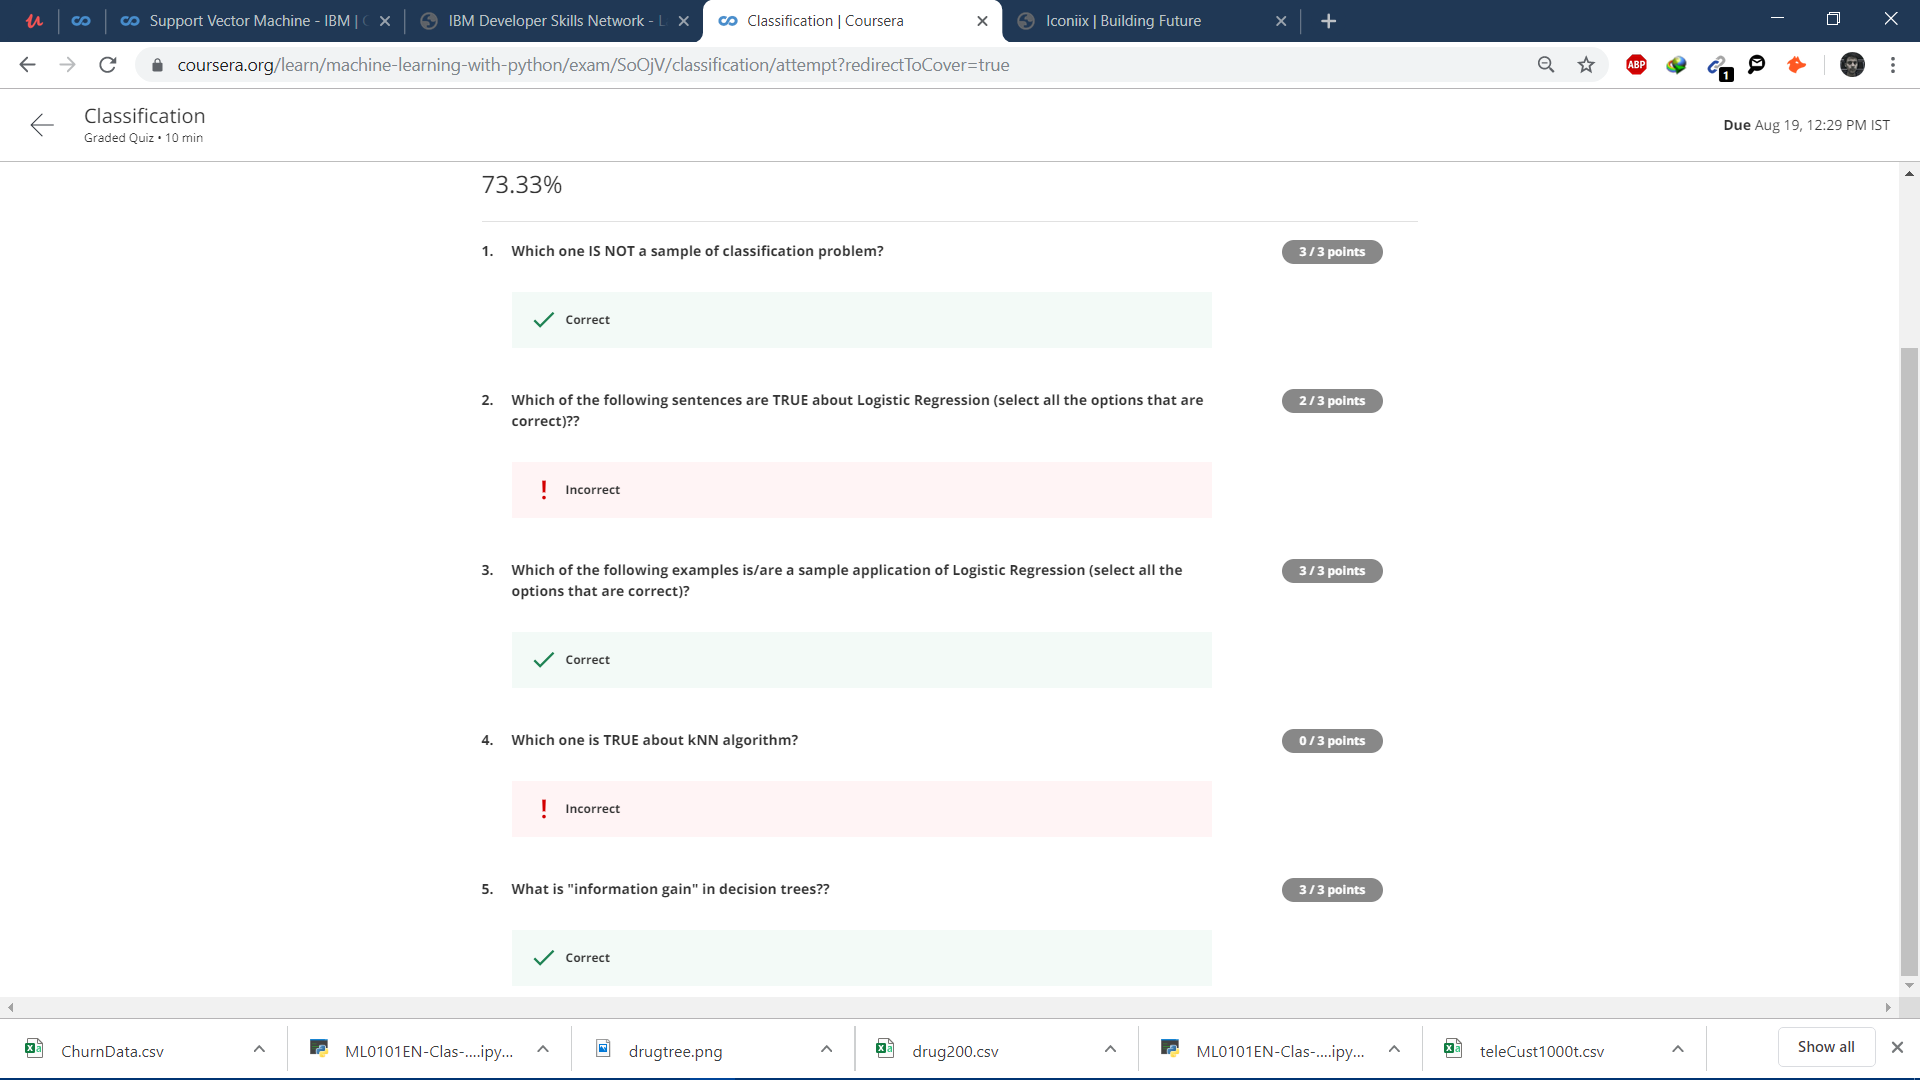 Support Vector Machine - IBM |
IBM Developer Skills Network -
Classification | Coursera
Iconiix | Building Future
coursera.org/learn/machine-learning-with-python/exam/SoOjV/classification/attempt?redirectToCover=true
ABP
1
Classification
Graded Quiz • 10 min
Due Aug 19, 12:29 PM IST
73.33%
1. Which one IS NOT a sample of classification problem?
3 / 3 points
Correct
2. Which of the following sentences are TRUE about Logistic Regression (select all the options that are
correct)??
2 / 3 points
Incorrect
3. Which of the following examples is/are a sample application of Logistic Regression (select all the
options that are correct)?
3 / 3 points
Correct
4. Which one is TRUE about kNN algorithm?
0 / 3 points
Incorrect
5. What is "information gain" in decision trees??
3 / 3 points
Correct
ChurnData.csv
ML0101EN-Clas-....ipy...
drugtree.png
drug200.csv
ML0101EN-Clas-....ipy...
teleCust1000t.csv
Show all